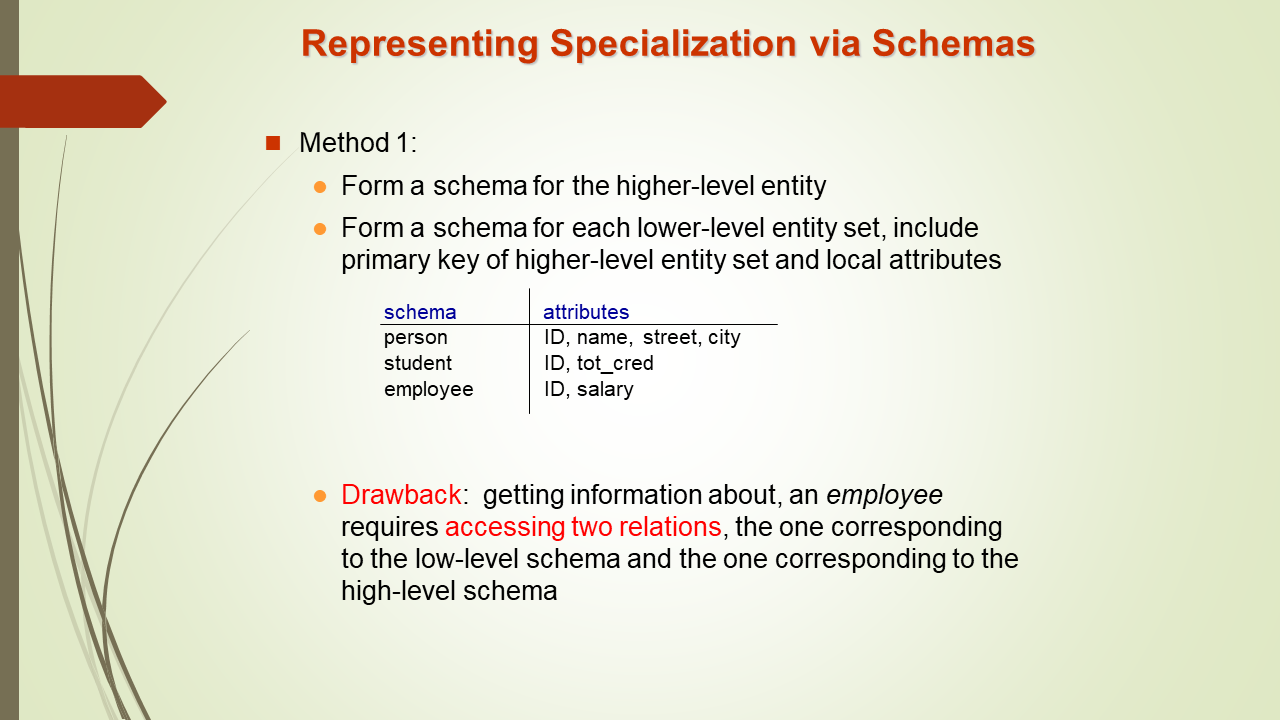 Representing Specialization via Schemas
Method 1:
Form a schema for the higher-level entity
Form a schema for each lower-level entity set, include
primary key of higher-level entity set and local attributes
schema attributes
person ID, name, street, city
student ID, tot_cred
employee ID, salary
Drawback: getting information about, an employee
requires accessing two relations, the one corresponding
to the low-level schema and the one corresponding to the
high-level schema